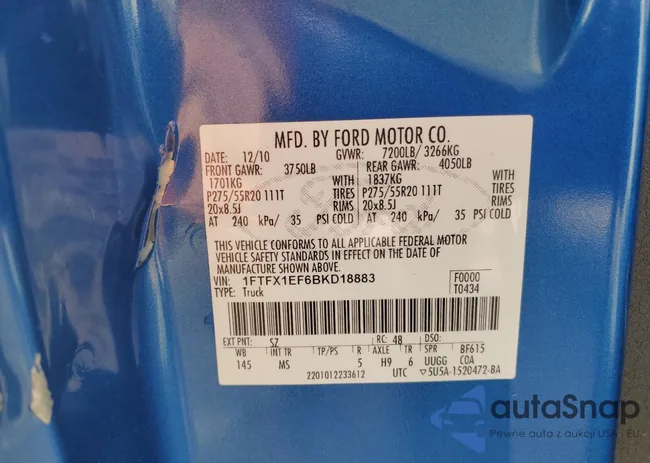 MFD. BY FORD MOTOR CO.
DATE: 12/10 GVWR: 7200LB/ 3266KG
FRONT GAWR: 3750LB REAR GAWR: 4050LB
1701KG WITH 1837KG WITH
P275/55R20 111T TIRES P275/55R20 111T TIRES
20x8.5J RIMS 20x8.5J RIMS
AT 240 kPa/ 35 PSI COLD AT 240 kPa/ 35 PSI COLD
THIS VEHICLE CONFORMS TO ALL APPLICABLE FEDERAL MOTOR
VEHICLE SAFETY STANDARDS IN EFFECT ON THE DATE OF
MANUFACTURE SHOWN ABOVE.
VIN: 1FTFX1EF6BKD18883 F0000
TYPE: Truck T0434
EXT PNT: SZ RC: 48 DSO:
WB INT TR TP/PS R AXLE TR SPR BF615
145 MS 5 H9 6 UUGG COA
2201012233612 UTC ▽5U5A-1520472-BA
autoSnap
Pewne auta z aukcji USA · EU